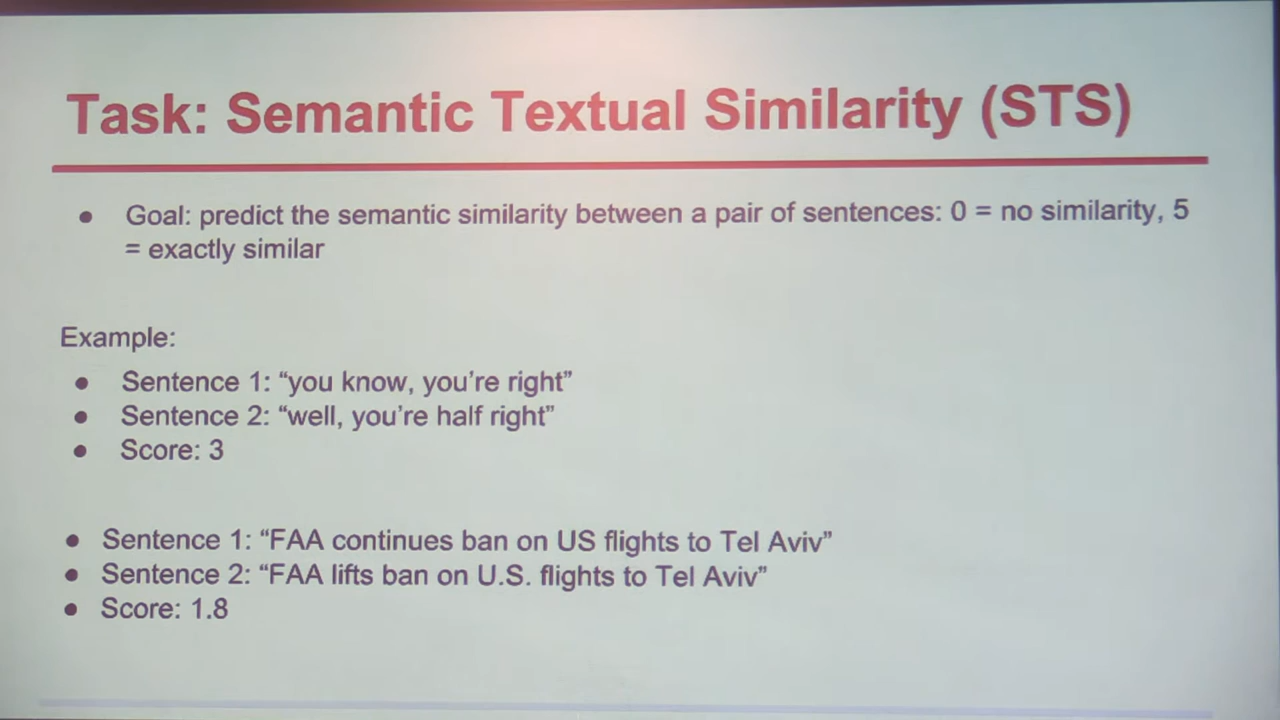 Task: Semantic Textual Similarity (STS)
● Goal: predict the semantic similarity between a pair of sentences: 0 = no similarity, 5
= exactly similar
Example:
● Sentence 1: “you know, you’re right”
● Sentence 2: “well, you’re half right”
● Score: 3
● Sentence 1: “FAA continues ban on US flights to Tel Aviv”
● Sentence 2: “FAA lifts ban on U.S. flights to Tel Aviv”
● Score: 1.8